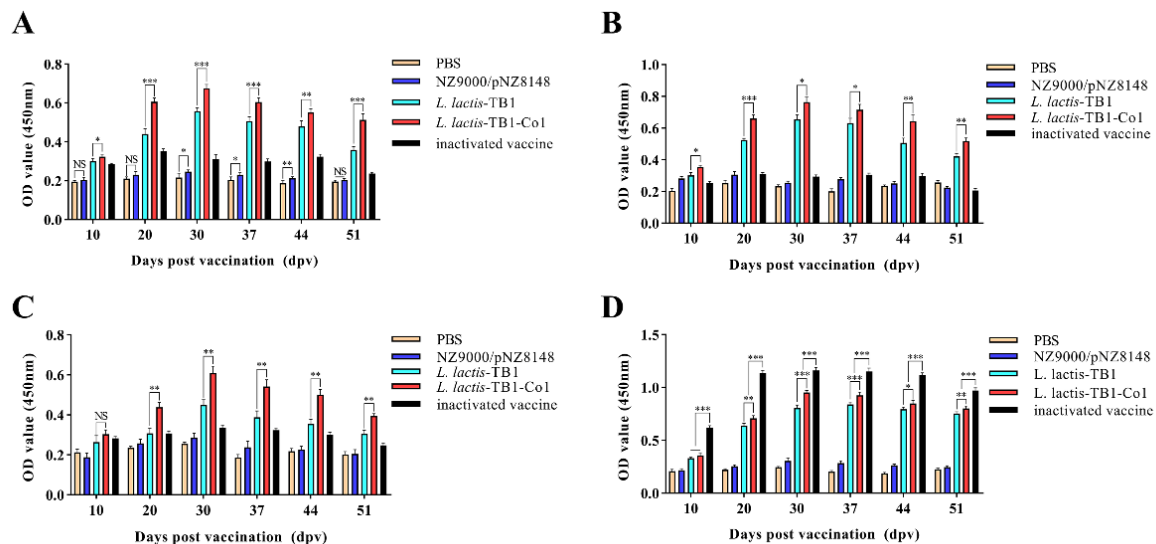 A
OD value (450nm)
0.8
0.6
0.4
0.2
0.0
NS
*
NS
***
*
***
*
***
**
**
NS
***
10 20 30 37 44 51
Days post vaccination (dpv)
PBS
NZ9000/pNZ8148
L. lactis-TB1
L. lactis-TB1-Co1
inactivated vaccine
B
OD value (450nm)
1.0
0.8
0.6
0.4
0.2
0.0
*
***
*
*
**
**
10 20 30 37 44 51
Days post vaccination (dpv)
PBS
NZ9000/pNZ8148
L. lactis-TB1
L. lactis-TB1-Co1
inactivated vaccine
C
OD value (450nm)
0.8
0.6
0.4
0.2
0.0
NS
**
**
**
**
**
10 20 30 37 44 51
Days post vaccination (dpv)
PBS
NZ9000/pNZ8148
L. lactis-TB1
L. lactis-TB1-Co1
inactivated vaccine
D
OD value (450nm)
1.5
1.0
0.5
0.0
***
**
***
***
***
***
***
*
***
**
***
10 20 30 37 44 51
Days post vaccination (dpv)
PBS
NZ9000/pNZ8148
L. lactis-TB1
L. lactis-TB1-Co1
inactivated vaccine